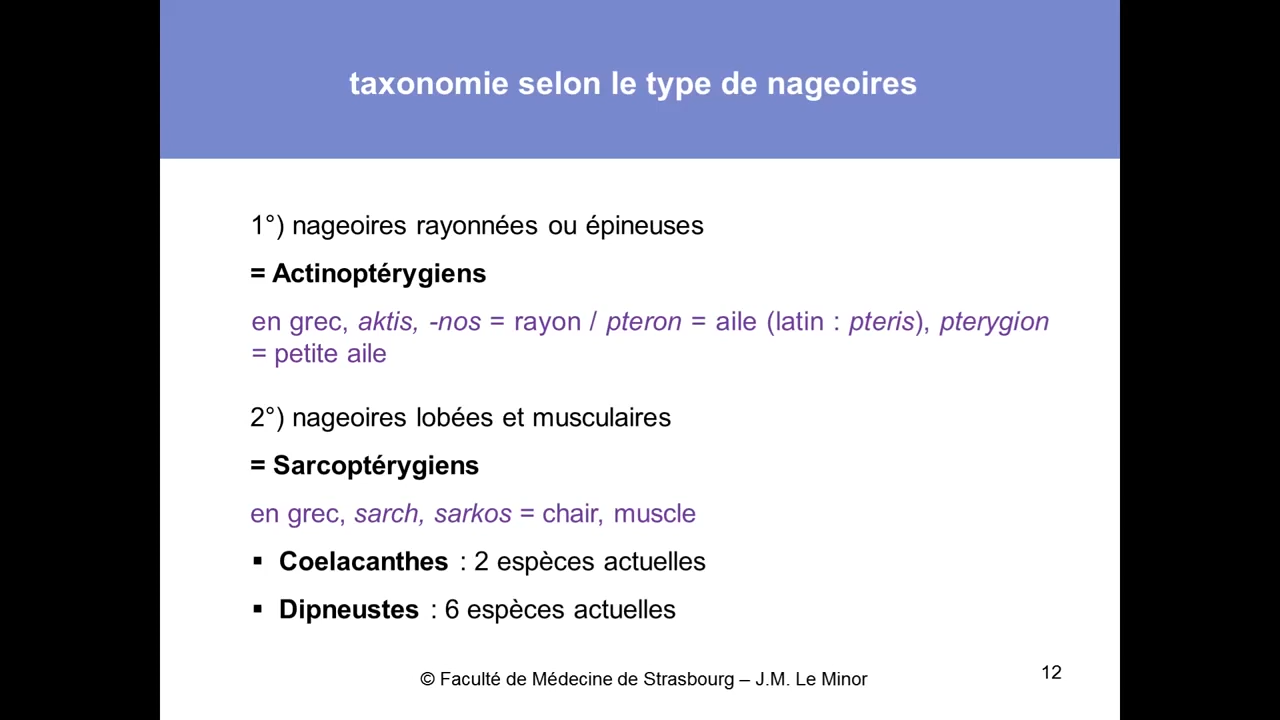 taxonomie selon le type de nageoires
1°) nageoires rayonnées ou épineuses
= Actinoptérygiens
en grec, aktis, -nos = rayon / pteron = aile (latin : pteris), pterygion
= petite aile
2°) nageoires lobées et musculaires
= Sarcoptérygiens
en grec, sarch, sarkos = chair, muscle
▪ Coelacanthes : 2 espèces actuelles
▪ Dipneustes : 6 espèces actuelles
© Faculté de Médecine de Strasbourg – J.M. Le Minor
12